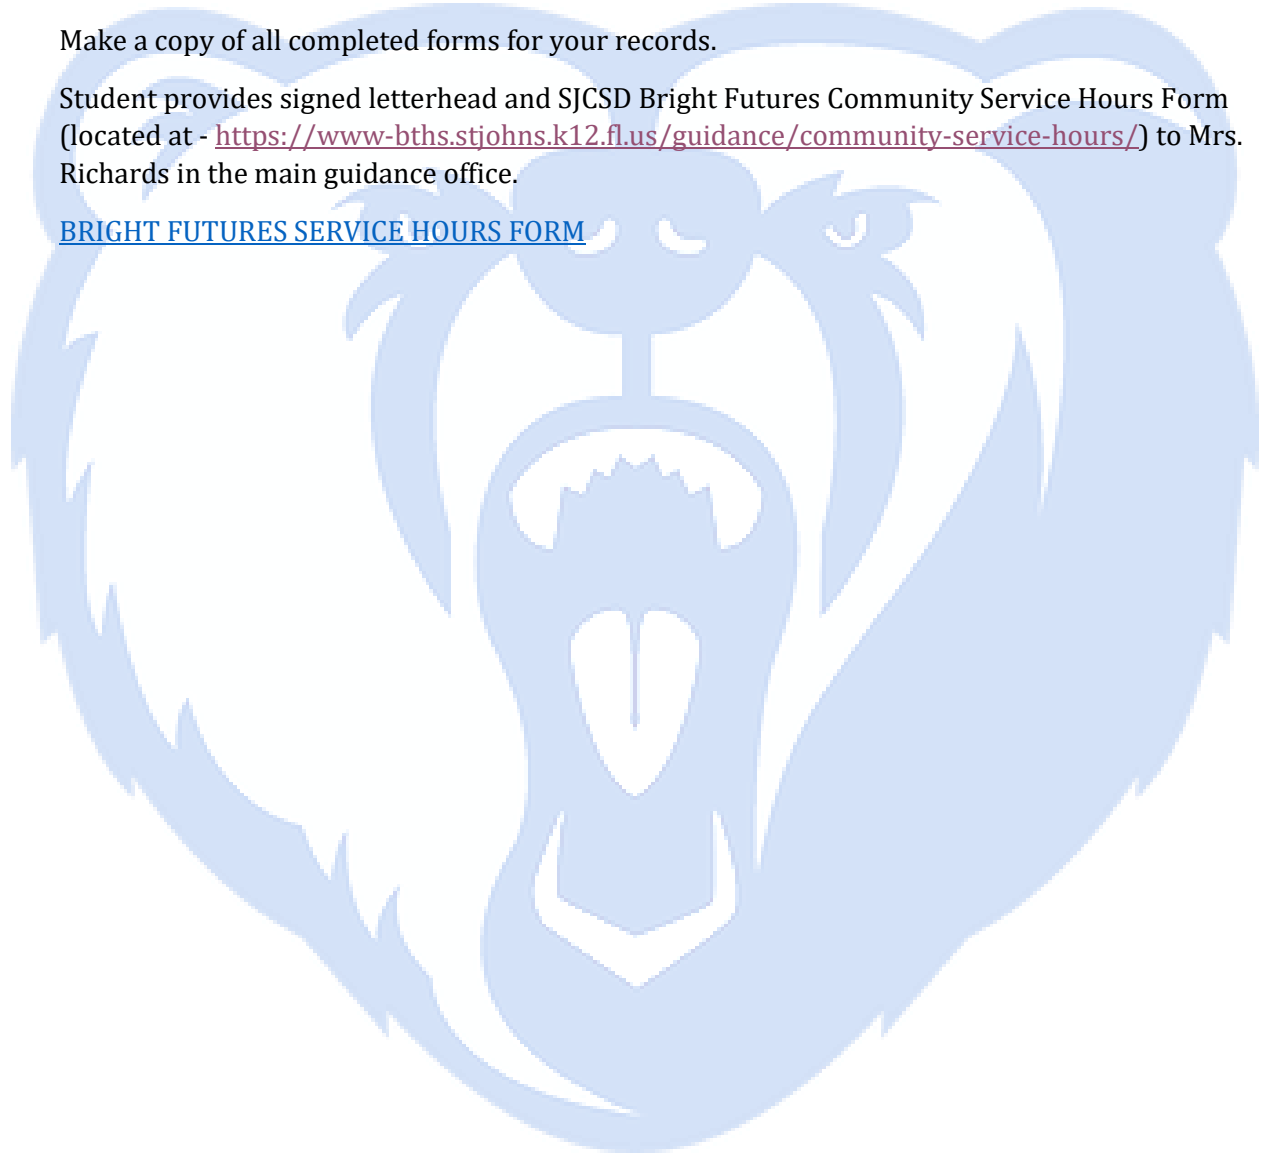 Make a copy of all completed forms for your records.
Student provides signed letterhead and SJCSD Bright Futures Community Service Hours Form
(located at - https://www-bths.stjohns.k12.fl.us/guidance/community-service-hours/) to Mrs.
Richards in the main guidance office.
BRIGHT FUTURES SERVICE HOURS FORM